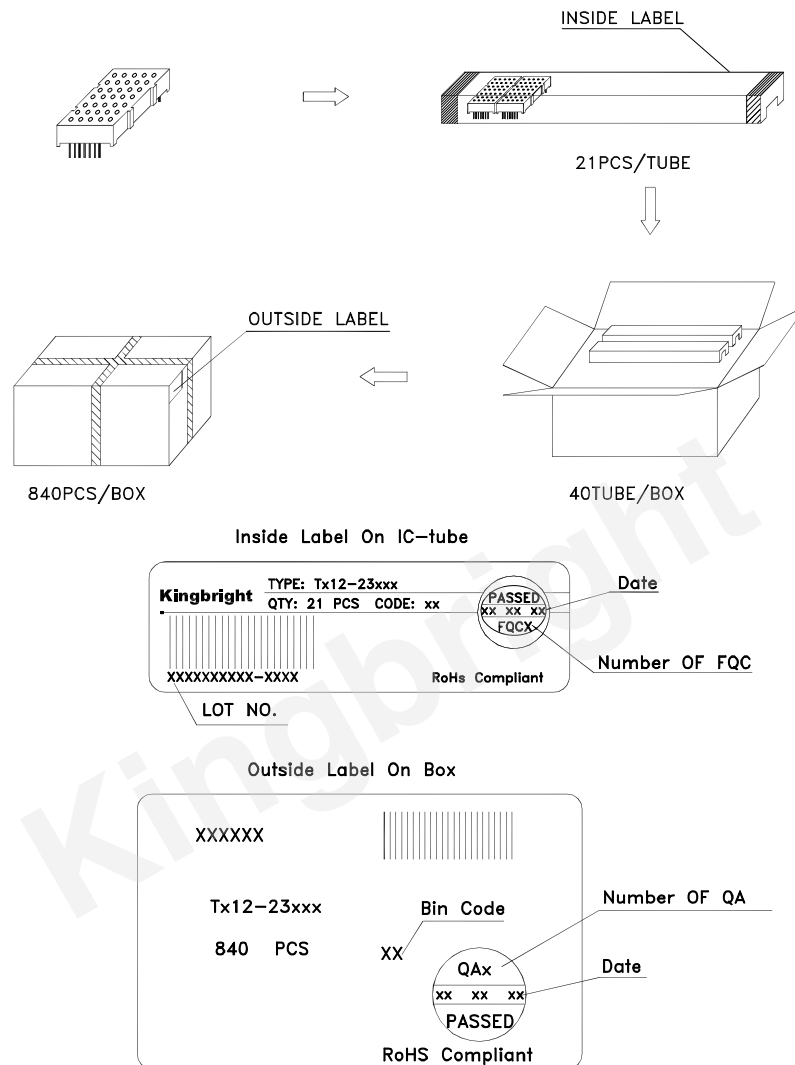 INSIDE LABEL
21PCS/TUBE
OUTSIDE LABEL
840PCS/BOX
40TUBE/BOX
Inside Label On IC-tube
Kingbright
TYPE: Tx12-23xxx
QTY: 21 PCS CODE: xx
PASSED
xx xx xx
FQCX
Date
Number OF FQC
XXXXXXXXXX-XXXX
RoHs Compliant
LOT NO.
Outside Label On Box
XXXXXX
Tx12-23xxx
Bin Code
Number OF QA
840 PCS
XX
QAx
xx xx xx
Date
PASSED
RoHS Compliant
Kingbright